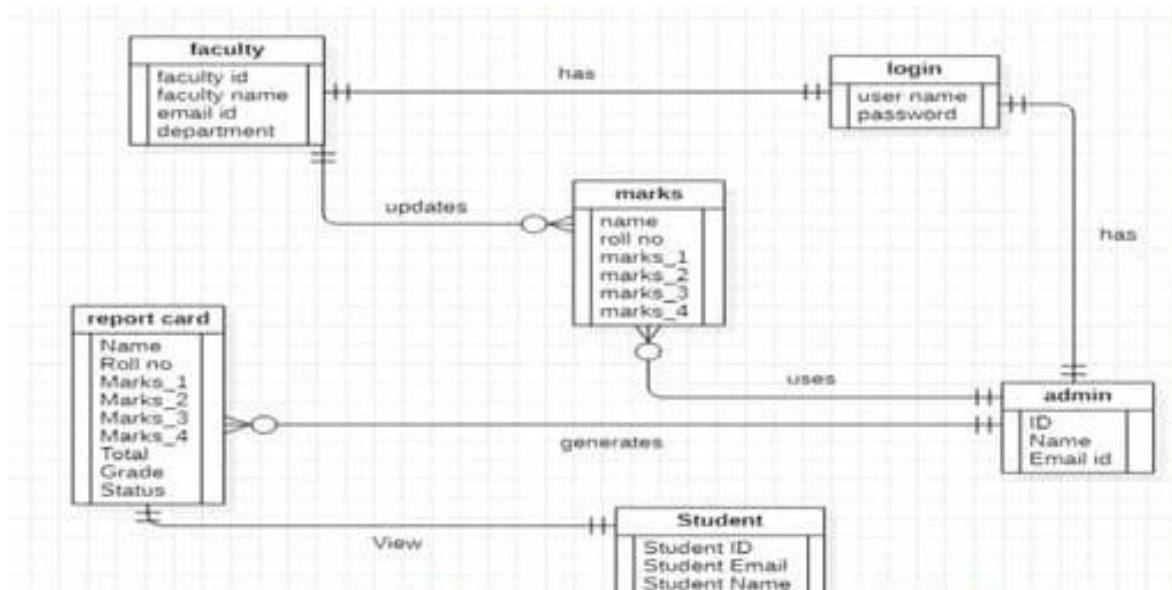 faculty
faculty id
faculty name
email id
department
has
login
user name
password
updates
marks
name
roll no
marks_1
marks_2
marks_3
marks_4
has
report card
Name
Roll no
Marks_1
Marks_2
Marks_3
Marks_4
Total
Grade
Status
uses
generates
admin
ID
Name
Email id
View
Student
Student ID
Student Email
Student Name